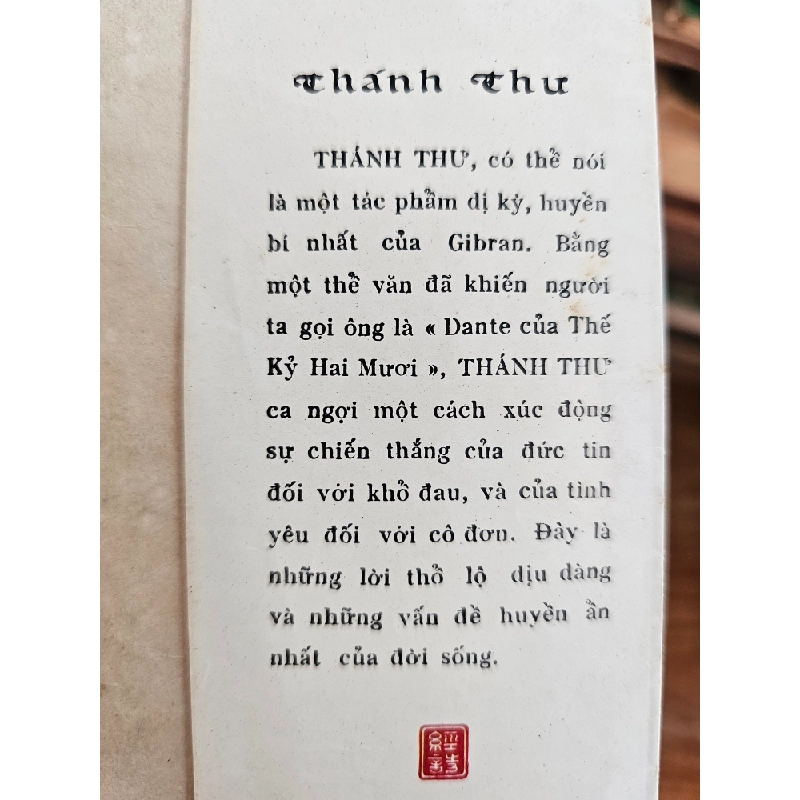 Thánh Thư
THÁNH THƯ, có thể nói
là một tác phẩm dị kỳ, huyền
bí nhất của Gibran. Bằng
một thể văn đã khiến người
ta gọi ông là « Dante của Thế
Kỷ Hai Mươi », THÁNH THƯ
ca ngợi một cách xúc động
sự chiến thắng của đức tin
đối với khổ đau, và của tình
yêu đối với cô đơn. Đây là
những lời thổ lộ dịu dàng
và những vấn đề huyền ẩn
nhất của đời sống.